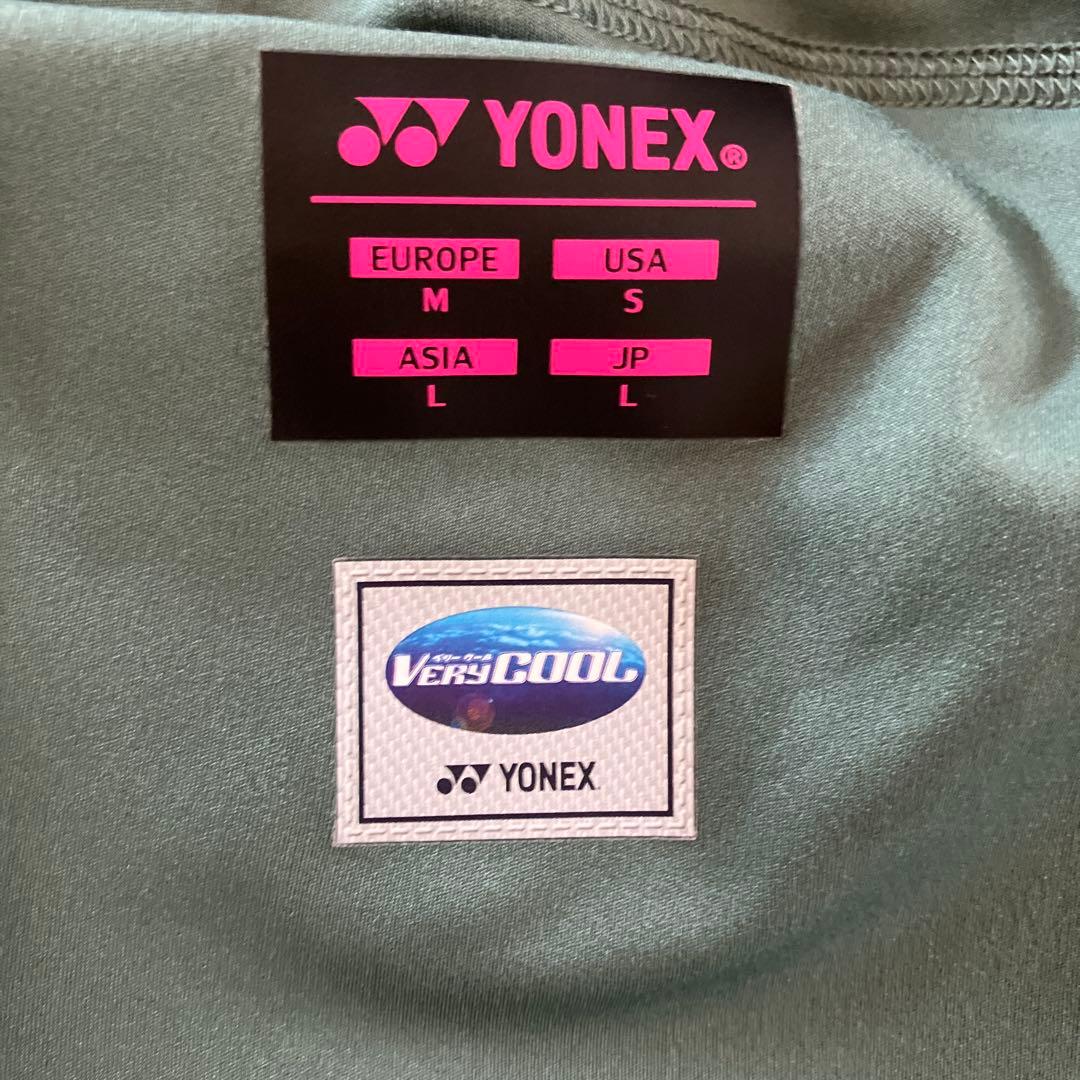 YONEX®
EUROPE USA
M S
ASIA JP
L L
ベリー クール
VERYCOOL
YONEX